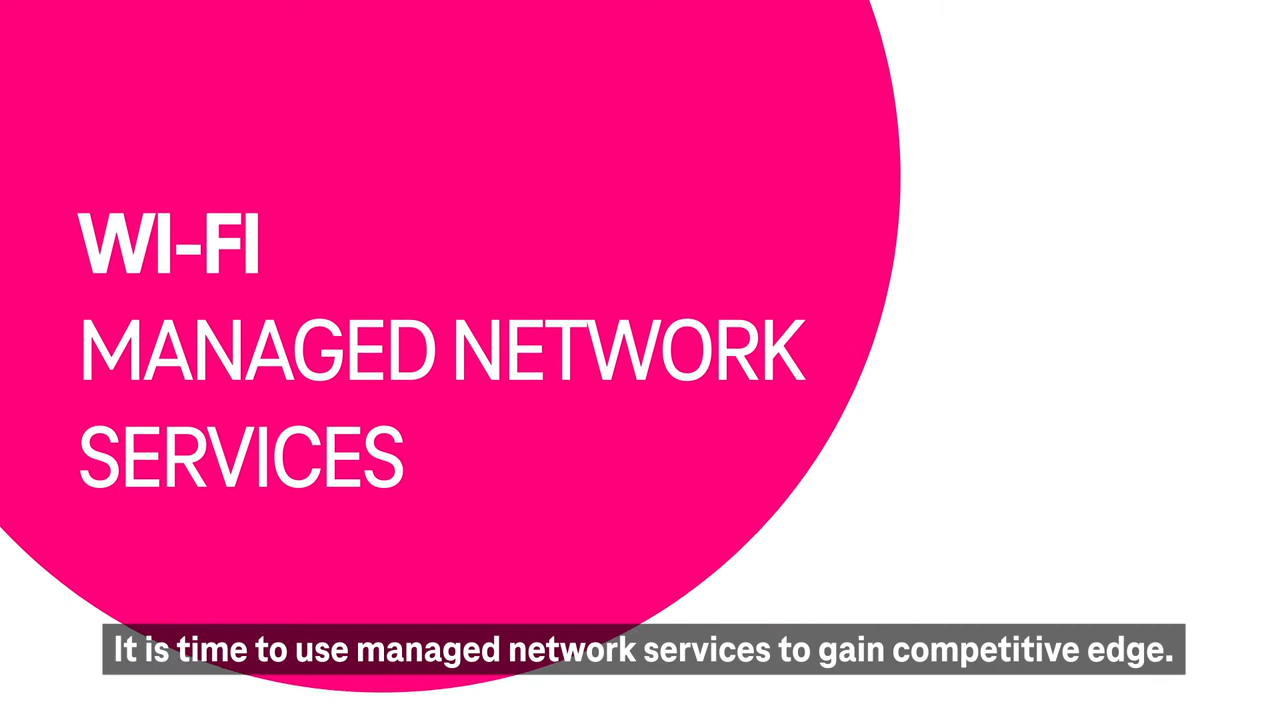 WI-FI
MANAGED NETWORK
SERVICES
It is time to use managed network services to gain competitive edge.